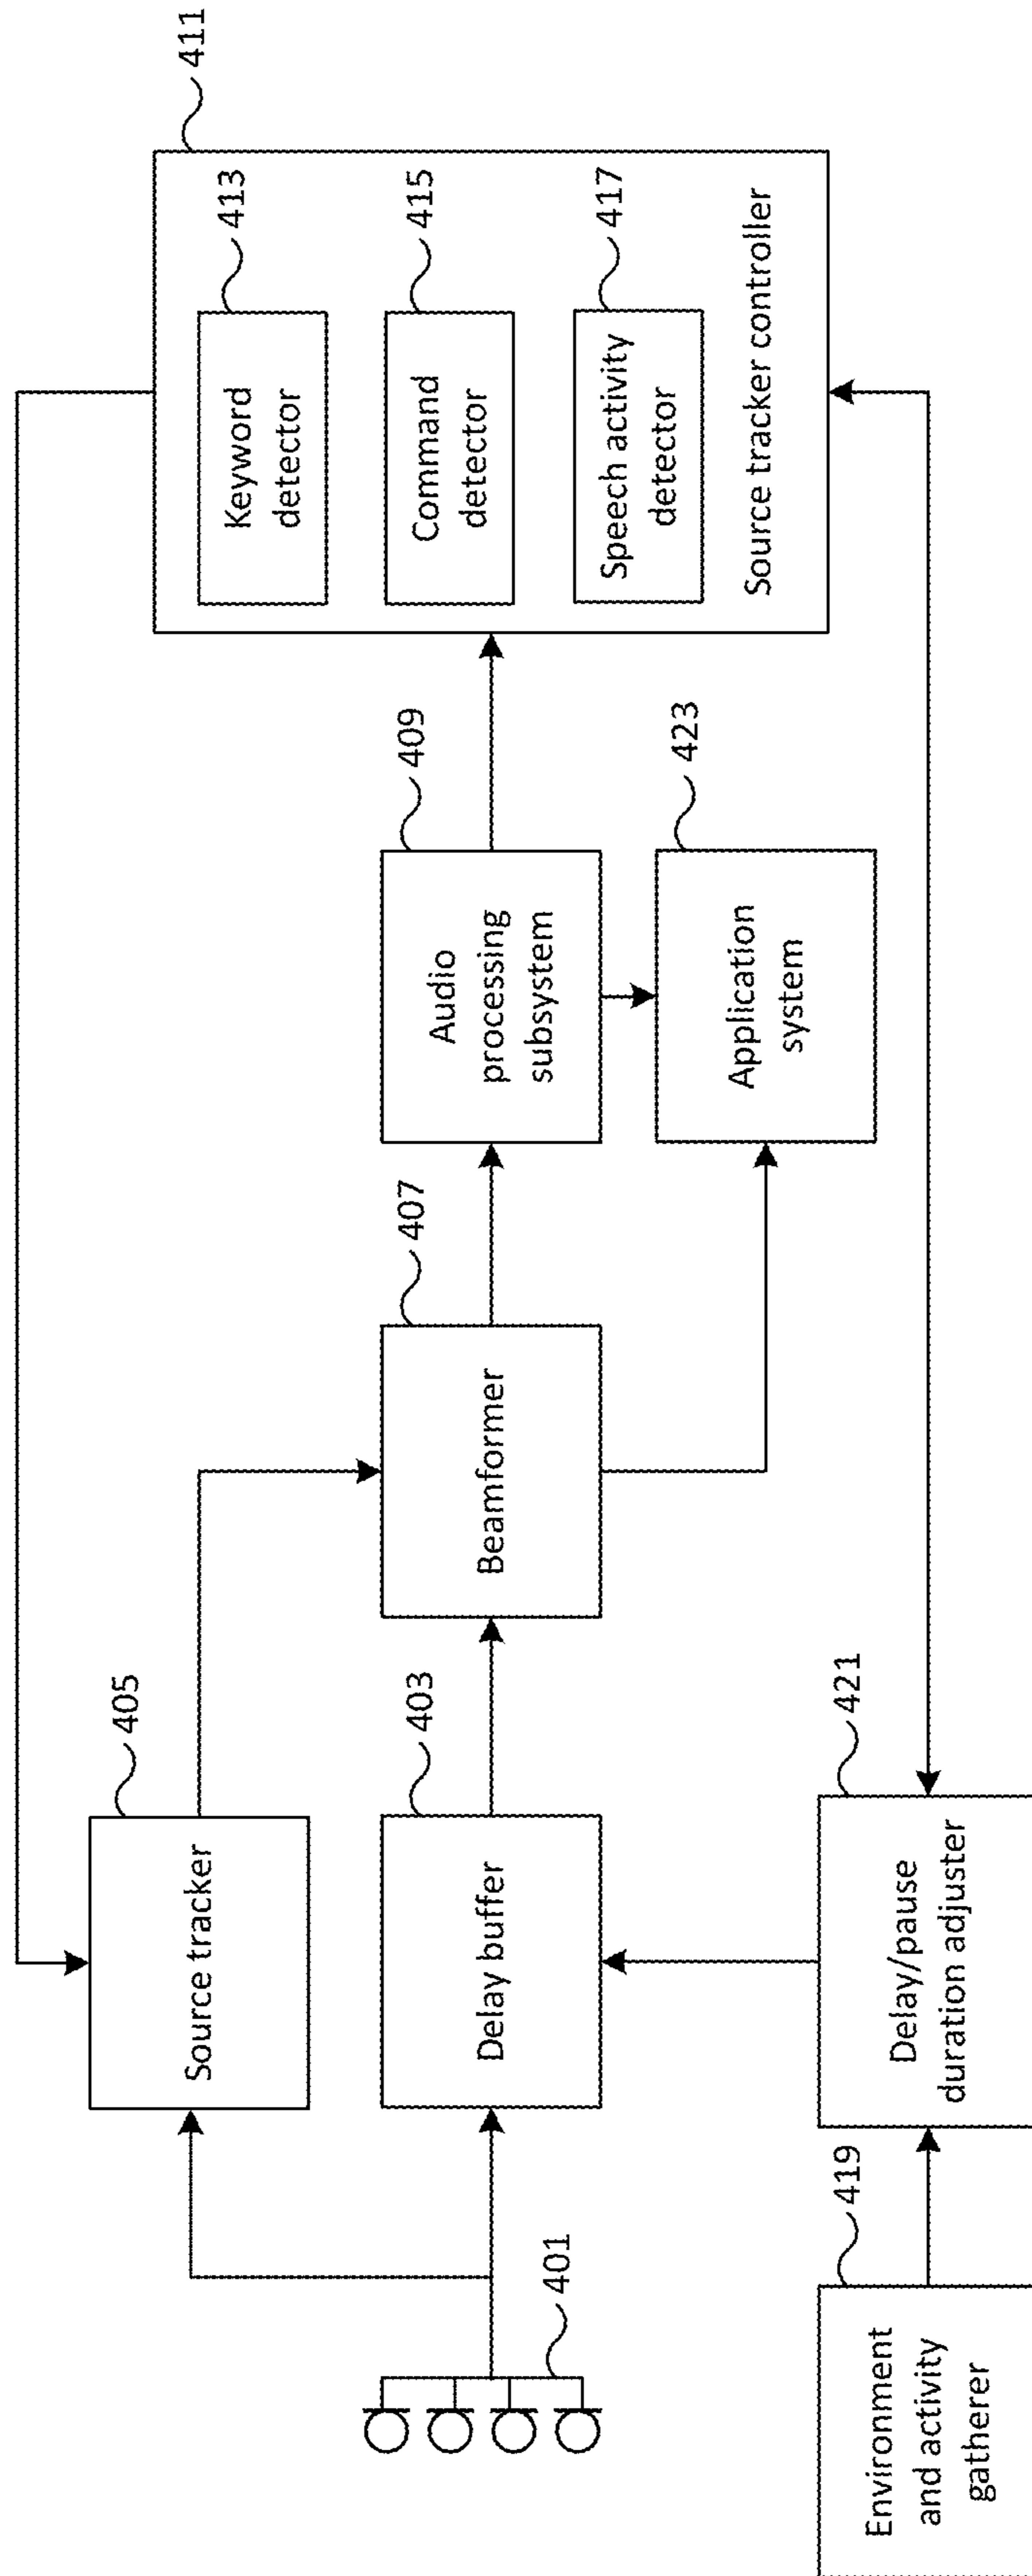 411
413
Keyword
detector
415
Command
detector
417
Speech activity
detector
Source tracker controller
409
Audio
processing
subsystem
423
Application
system
407
Beamformer
405
Source tracker
403
Delay buffer
421
Delay/pause
duration adjuster
401
419
Environment
and activity
gatherer